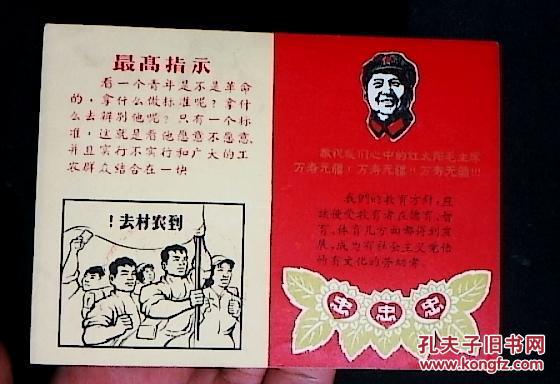 最高指示
看一个青年是不是革命
的，拿什么做标准呢？拿什
么去辨别他呢？只有一个标
准，这就是看他愿意不愿意、
并且实行不实行和广大的工
农群众结合在一块
！去村农到
敬祝我们心中的红太阳毛主席
万寿无疆！万寿无疆！！万寿无疆！！！
我們的教育方針，应
该使受教育者在德育、智
育、体育几方面都得到发
展，成为有社会主义觉悟
的有文化的劳动者。
忠 忠 忠
孔夫子旧书网
www.kongfz.com